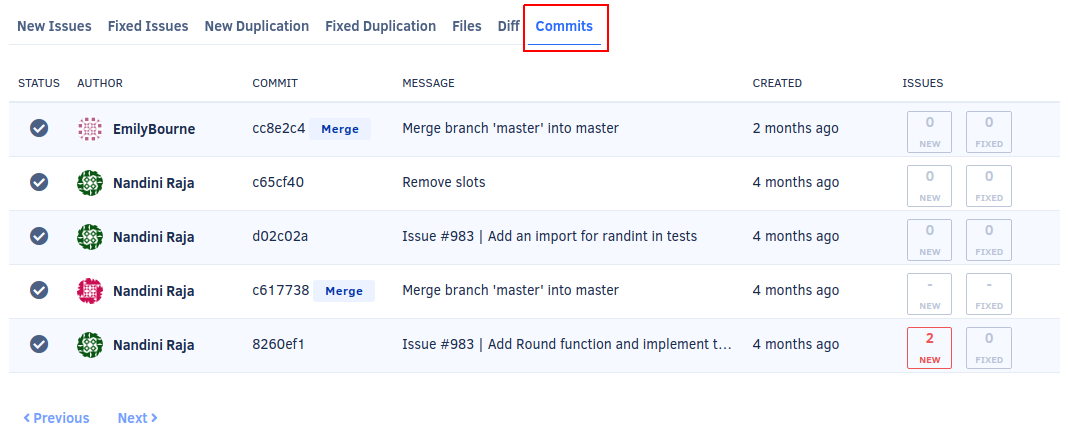 New Issues Fixed Issues New Duplication Fixed Duplication Files Diff Commits
STATUS AUTHOR COMMIT MESSAGE CREATED ISSUES
EmilyBourne cc8e2c4 Merge Merge branch 'master' into master 2 months ago 0 NEW 0 FIXED
Nandini Raja c65cf40 Remove slots 4 months ago 0 NEW 0 FIXED
Nandini Raja d02c02a Issue #983 | Add an import for randint in tests 4 months ago 0 NEW 0 FIXED
Nandini Raja c617738 Merge Merge branch 'master' into master 4 months ago - NEW - FIXED
Nandini Raja 8260ef1 Issue #983 | Add Round function and implement t... 4 months ago 2 NEW 0 FIXED
Previous Next